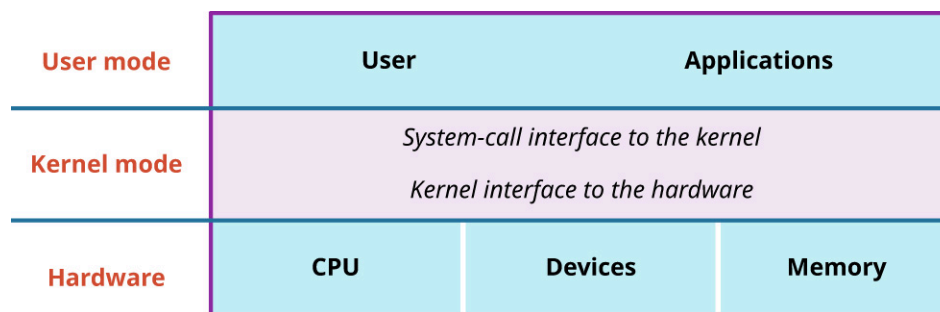 User mode
User
Applications
Kernel mode
System-call interface to the kernel
Kernel interface to the hardware
Hardware
CPU
Devices
Memory